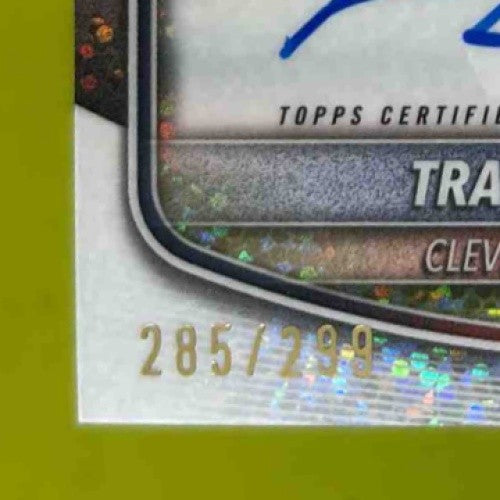 TOPPS CERTIFIE
TRA
CLEV
285/299